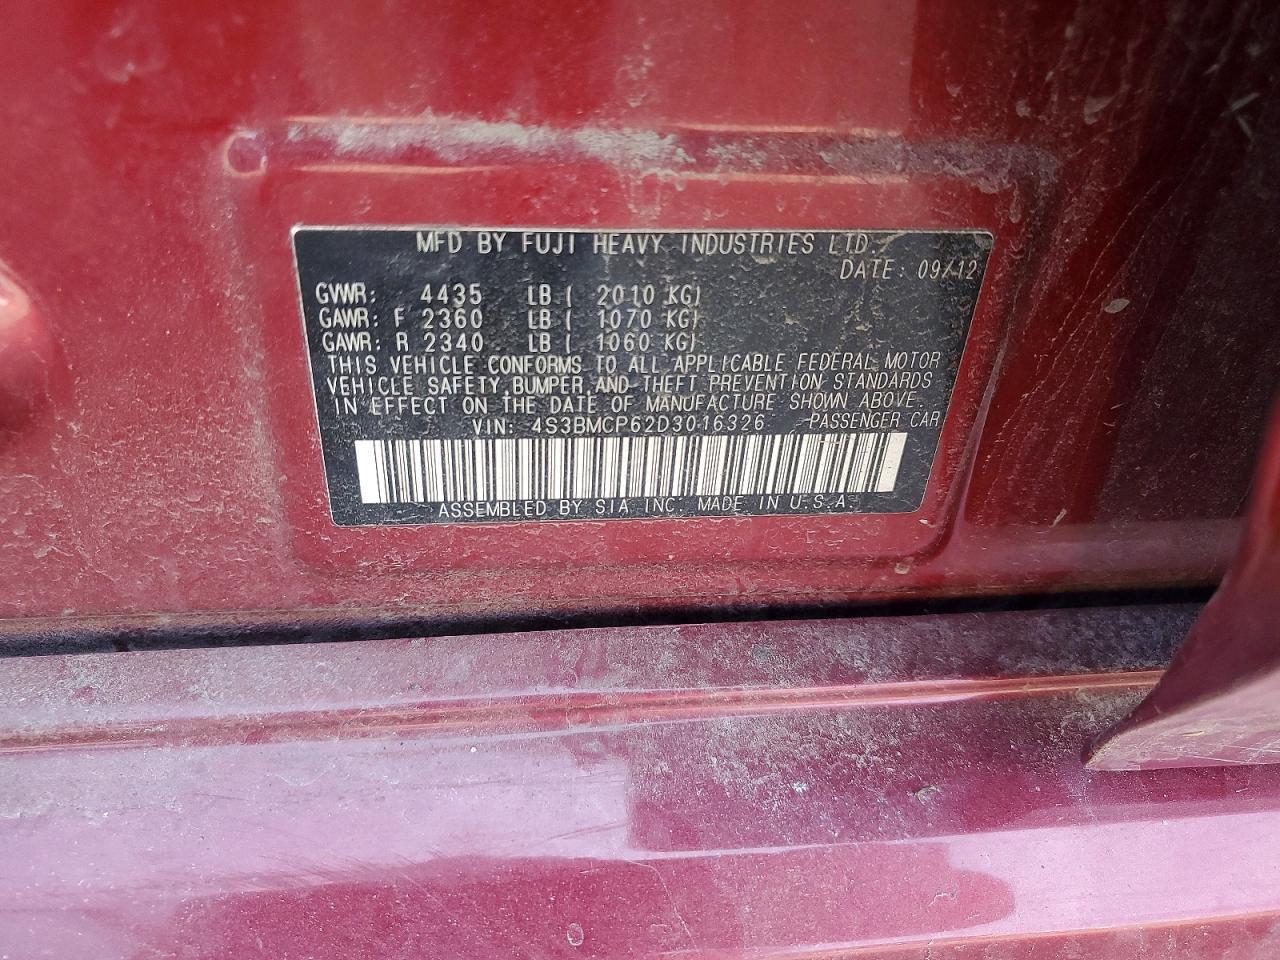 MFD BY FUJI HEAVY INDUSTRIES LTD.
DATE: 09/12
GVWR: 4435 LB ( 2010 KG)
GAWR: F 2360 LB ( 1070 KG)
GAWR: R 2340 LB ( 1060 KG)
THIS VEHICLE CONFORMS TO ALL APPLICABLE FEDERAL MOTOR
VEHICLE SAFETY, BUMPER, AND THEFT PREVENTION STANDARDS
IN EFFECT ON THE DATE OF MANUFACTURE SHOWN ABOVE.
VIN: 4S3BMCP62D3016326 PASSENGER CAR
ASSEMBLED BY SIA INC. MADE IN U.S.A.